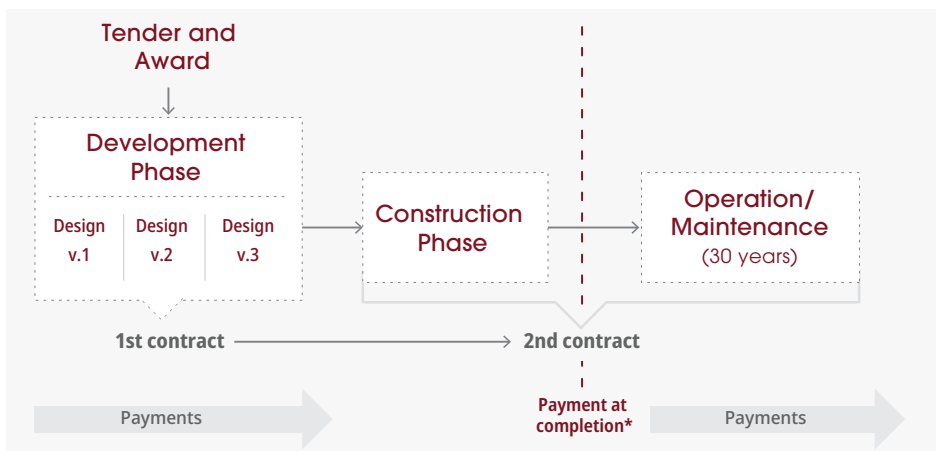 Tender and
Award
Development
Phase
Design
v.1
Design
v.2
Design
v.3
Construction
Phase
Operation/
Maintenance
(30 years)
1st contract
2nd contract
Payments
Payment at
completion*
Payments